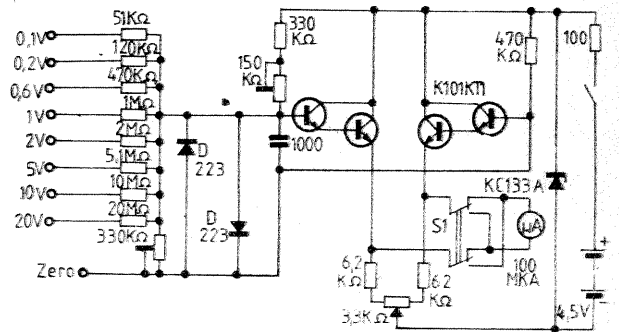 51KΩ
0,1V
120KΩ
0,2V
470KΩ
0,6V
1MΩ
1V
2MΩ
2V
5,1MΩ
5V
10MΩ
10V
20MΩ
20V
330KΩ
Zero
D
223
D
223
330
KΩ
150
KΩ
1000
K101KT1
470
KΩ
100
KC133A
S1
μA
100
MKA
6,2
KΩ
6,2
KΩ
3,3KΩ
+
4,5V